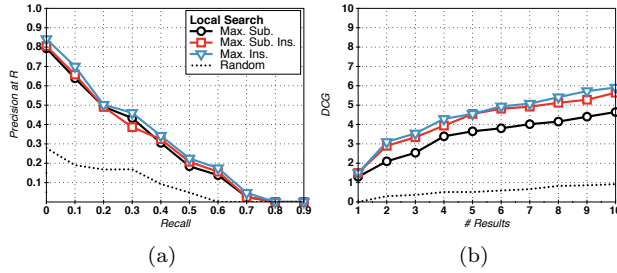 Local Search
Max. Sub.
Max. Sub. Ins.
Max. Ins.
Random
Precision at R
1.0
0.9
0.8
0.7
0.6
0.5
0.4
0.3
0.2
0.1
0 0.1 0.2 0.3 0.4 0.5 0.6 0.7 0.8 0.9
Recall
(a)
DCG
10
9
8
7
6
5
4
3
2
1
0
1 2 3 4 5 6 7 8 9 10
# Results
(b)